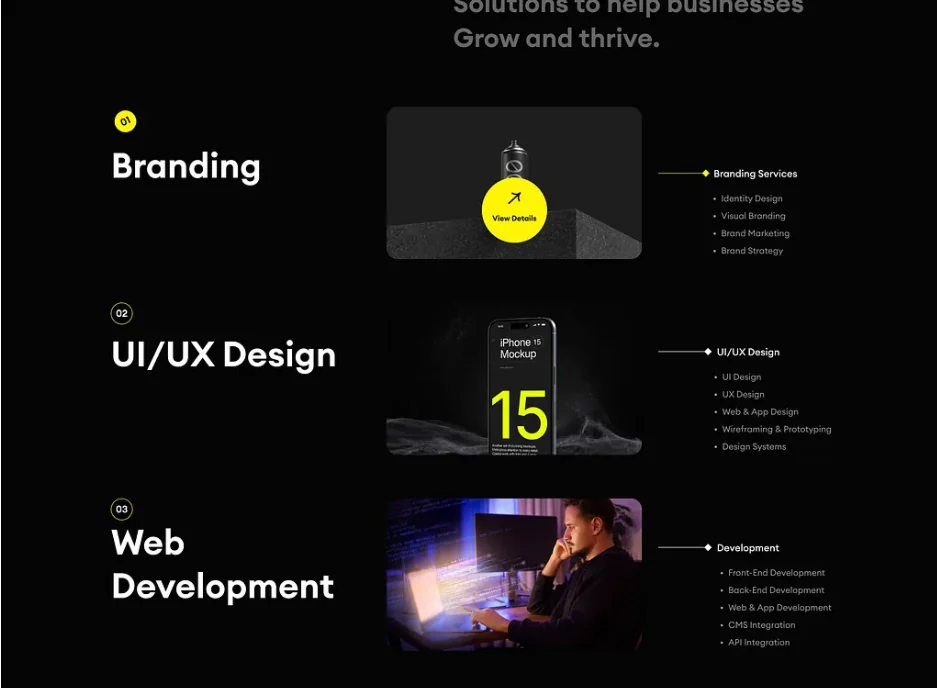 Solutions to help businesses
Grow and thrive.
01
Branding
View Details
Branding Services
• Identity Design
• Visual Branding
• Brand Marketing
• Brand Strategy
02
UI/UX Design
iPhone 15
Mockup
15
UI/UX Design
• UI Design
• UX Design
• Web & App Design
• Wireframing & Prototyping
• Design Systems
03
Web
Development
Development
• Front-End Development
• Back-End Development
• Web & App Development
• CMS Integration
• API Integration